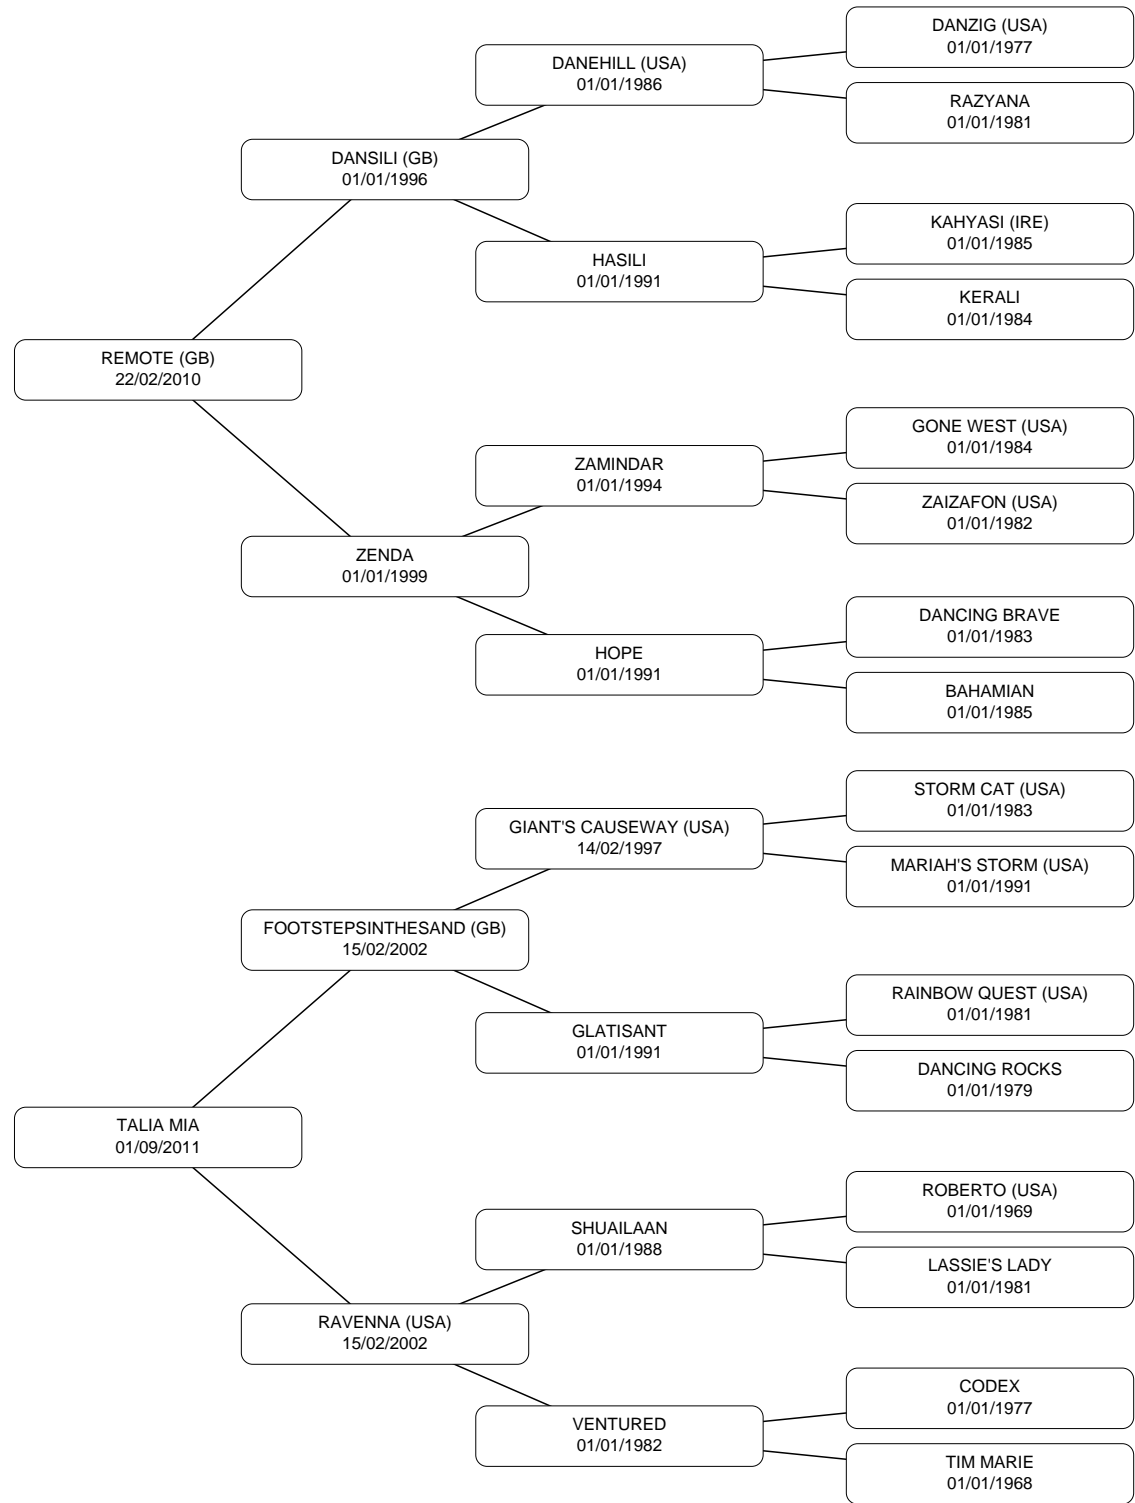 DANZIG (USA)
01/01/1977
DANEHILL (USA)
01/01/1986
RAZYANA
01/01/1981
DANSILI (GB)
01/01/1996
KAHYASI (IRE)
01/01/1985
HASILI
01/01/1991
KERALI
01/01/1984
REMOTE (GB)
22/02/2010
GONE WEST (USA)
01/01/1984
ZAMINDAR
01/01/1994
ZAIZAFON (USA)
01/01/1982
ZENDA
01/01/1999
DANCING BRAVE
01/01/1983
HOPE
01/01/1991
BAHAMIAN
01/01/1985
STORM CAT (USA)
01/01/1983
GIANT'S CAUSEWAY (USA)
14/02/1997
MARIAH'S STORM (USA)
01/01/1991
FOOTSTEPSINTHESAND (GB)
15/02/2002
RAINBOW QUEST (USA)
01/01/1981
GLATISANT
01/01/1991
DANCING ROCKS
01/01/1979
TALIA MIA
01/09/2011
ROBERTO (USA)
01/01/1969
SHUAILAAN
01/01/1988
LASSIE'S LADY
01/01/1981
RAVENNA (USA)
15/02/2002
CODEX
01/01/1977
VENTURED
01/01/1982
TIM MARIE
01/01/1968